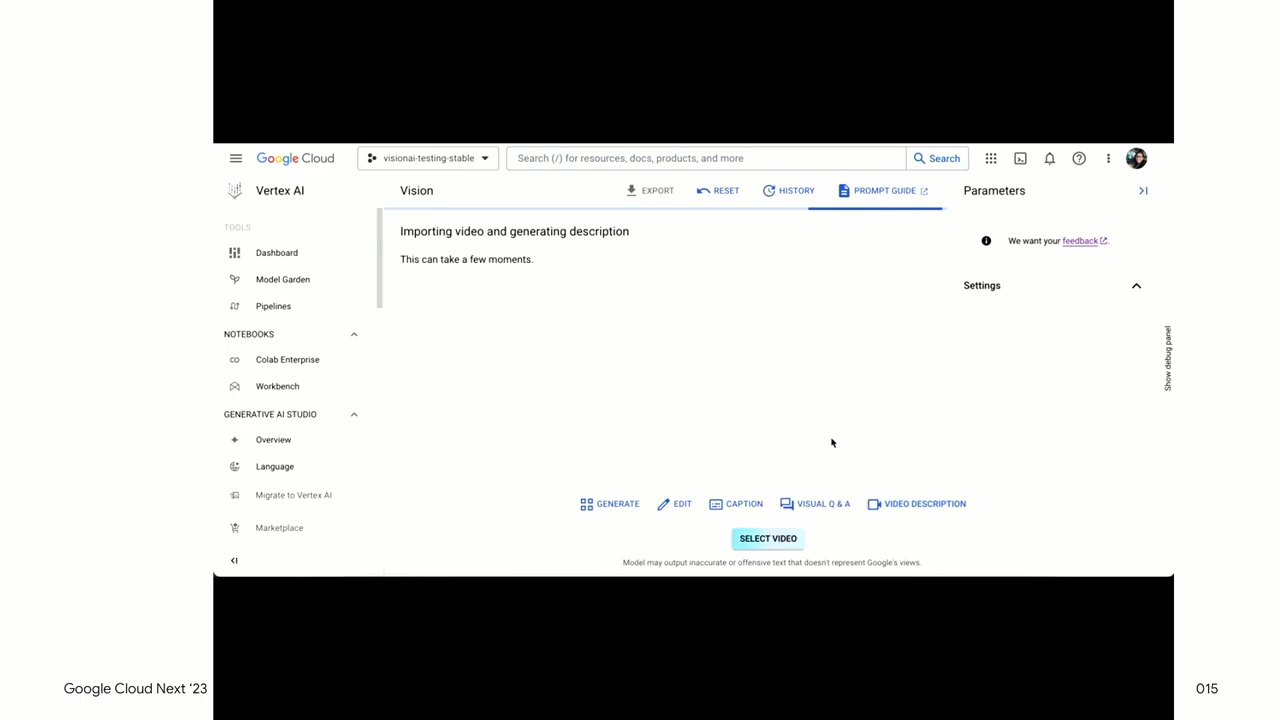 Google Cloud
visionai-testing-stable
Search (/) for resources, docs, products, and more
Search
Vertex AI
Vision
EXPORT
RESET
HISTORY
PROMPT GUIDE
Parameters
TOOLS
Dashboard
Model Garden
Pipelines
NOTEBOOKS
Colab Enterprise
Workbench
GENERATIVE AI STUDIO
Overview
Language
Migrate to Vertex AI
Marketplace
Importing video and generating description
This can take a few moments.
We want your feedback.
Settings
Show debug panel
GENERATE
EDIT
CAPTION
VISUAL Q & A
VIDEO DESCRIPTION
SELECT VIDEO
Model may output inaccurate or offensive text that doesn't represent Google's views.
Google Cloud Next ‘23
015